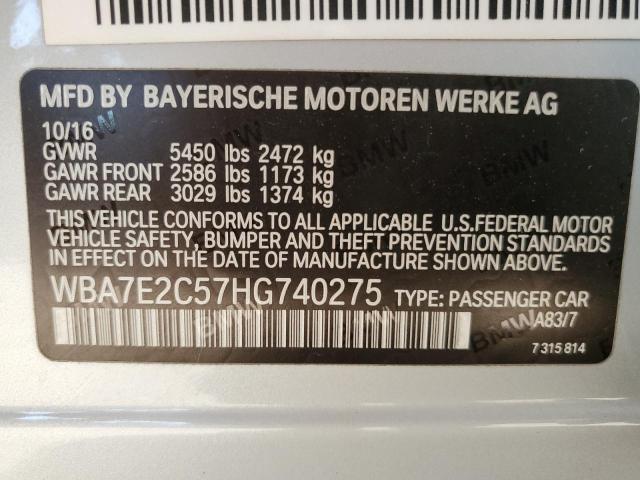 MFD BY BAYERISCHE MOTOREN WERKE AG
10/16
GVWR 5450 lbs 2472 kg
GAWR FRONT 2586 lbs 1173 kg
GAWR REAR 3029 lbs 1374 kg
THIS VEHICLE CONFORMS TO ALL APPLICABLE U.S.FEDERAL MOTOR
VEHICLE SAFETY, BUMPER AND THEFT PREVENTION STANDARDS
IN EFFECT ON THE DATE OF MANUFACTURE SHOWN ABOVE.
WBA7E2C57HG740275 TYPE: PASSENGER CAR
A83/7
7 315 814